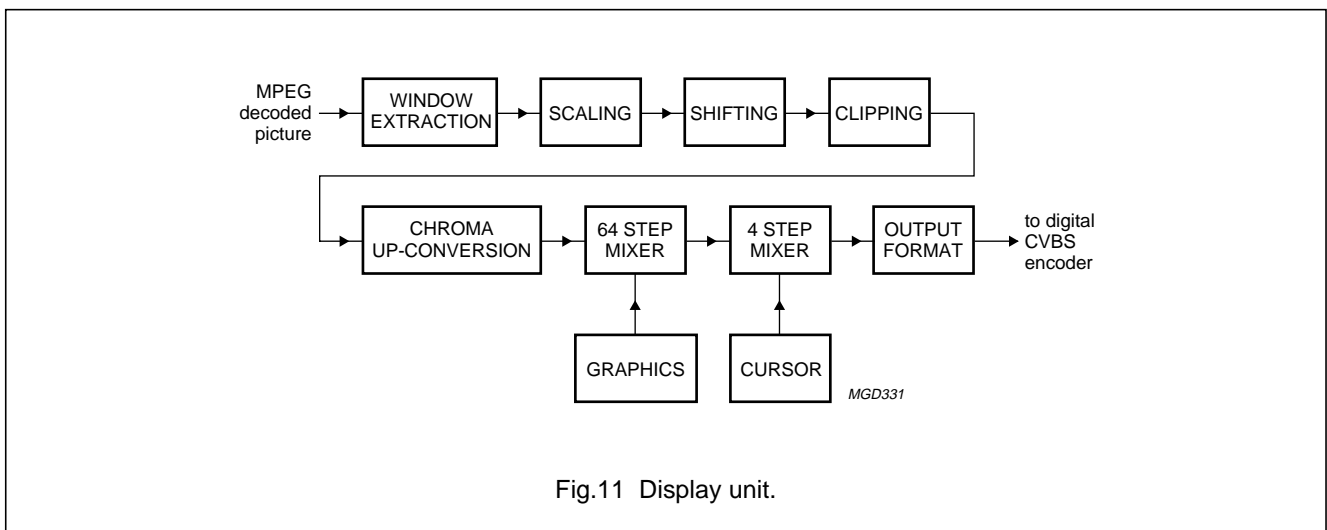 MPEG
decoded
picture
WINDOW
EXTRACTION
SCALING
SHIFTING
CLIPPING
CHROMA
UP-CONVERSION
64 STEP
MIXER
4 STEP
MIXER
OUTPUT
FORMAT
to digital
CVBS
encoder
GRAPHICS
CURSOR
MGD331
Fig.11 Display unit.